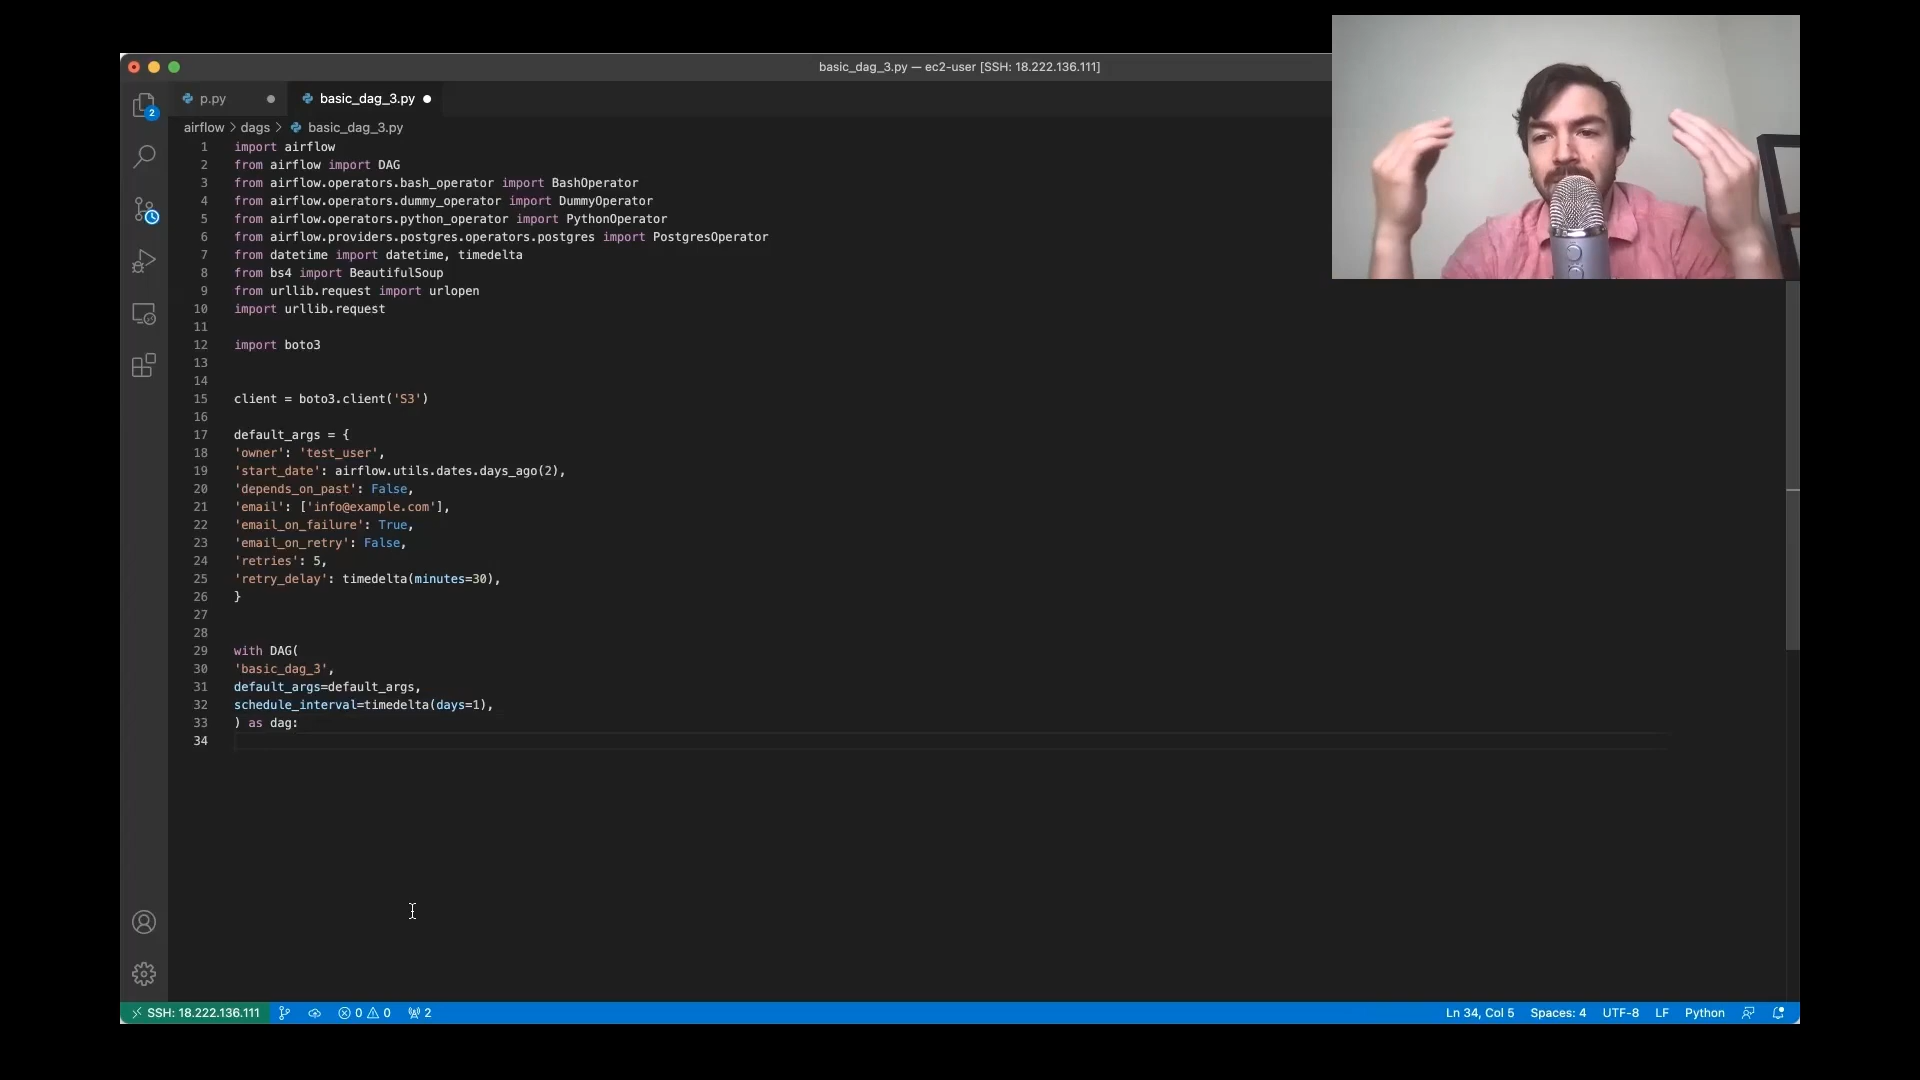 basic_dag_3.py — ec2-user [SSH: 18.222.136.111]
p.py
basic_dag_3.py
airflow > dags > basic_dag_3.py
1 import airflow
2 from airflow import DAG
3 from airflow.operators.bash_operator import BashOperator
4 from airflow.operators.dummy_operator import DummyOperator
5 from airflow.operators.python_operator import PythonOperator
6 from airflow.providers.postgres.operators.postgres import PostgresOperator
7 from datetime import datetime, timedelta
8 from bs4 import BeautifulSoup
9 from urllib.request import urlopen
10 import urllib.request
11
12 import boto3
13
14
15 client = boto3.client('S3')
16
17 default_args = {
18 'owner': 'test_user',
19 'start_date': airflow.utils.dates.days_ago(2),
20 'depends_on_past': False,
21 'email': ['info@example.com'],
22 'email_on_failure': True,
23 'email_on_retry': False,
24 'retries': 5,
25 'retry_delay': timedelta(minutes=30),
26 }
27
28
29 with DAG(
30 'basic_dag_3',
31 default_args=default_args,
32 schedule_interval=timedelta(days=1),
33 ) as dag:
34
2
SSH: 18.222.136.111 0 0 2 Ln 34, Col 5 Spaces: 4 UTF-8 LF Python